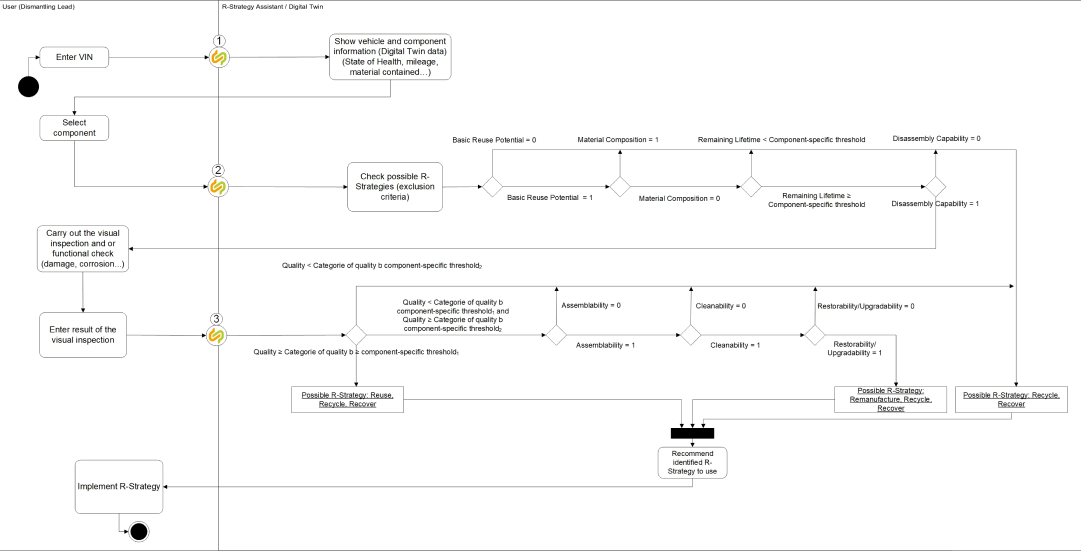 User (Dismantling Lead)
R-Strategy Assistant / Digital Twin
1
Enter VIN
Show vehicle and component
information (Digital Twin data)
(State of Health, mileage,
material contained…)
Select
component
Basic Reuse Potential = 0
Material Composition = 1
Remaining Lifetime < Component-specific threshold
Disassembly Capability = 0
2
Check possible R-
Strategies (exclusion
criteria)
Basic Reuse Potential = 1
Material Composition = 0
Remaining Lifetime ≥
Component-specific threshold
Disassembly Capability = 1
Carry out the visual
inspection and or
functional check
(damage, corrosion...)
Quality < Categorie of quality b component-specific threshold₂
Quality < Categorie of quality b
component-specific threshold₁ and
Quality ≥ Categorie of quality b
component-specific threshold₂
Assemblability = 0
Cleanability = 0
Restorability/Upgradability = 0
3
Enter result of the
visual inspection
Assemblability = 1
Cleanability = 1
Restorability/
Upgradability = 1
Quality ≥ Categorie of quality b ≥ component-specific threshold₁
Possible R-Strategy: Reuse,
Recycle, Recover
Possible R-Strategy:
Remanufacture, Recycle,
Recover
Possible R-Strategy: Recycle,
Recover
Recommend
identified R-
Strategy to use
Implement R-Strategy